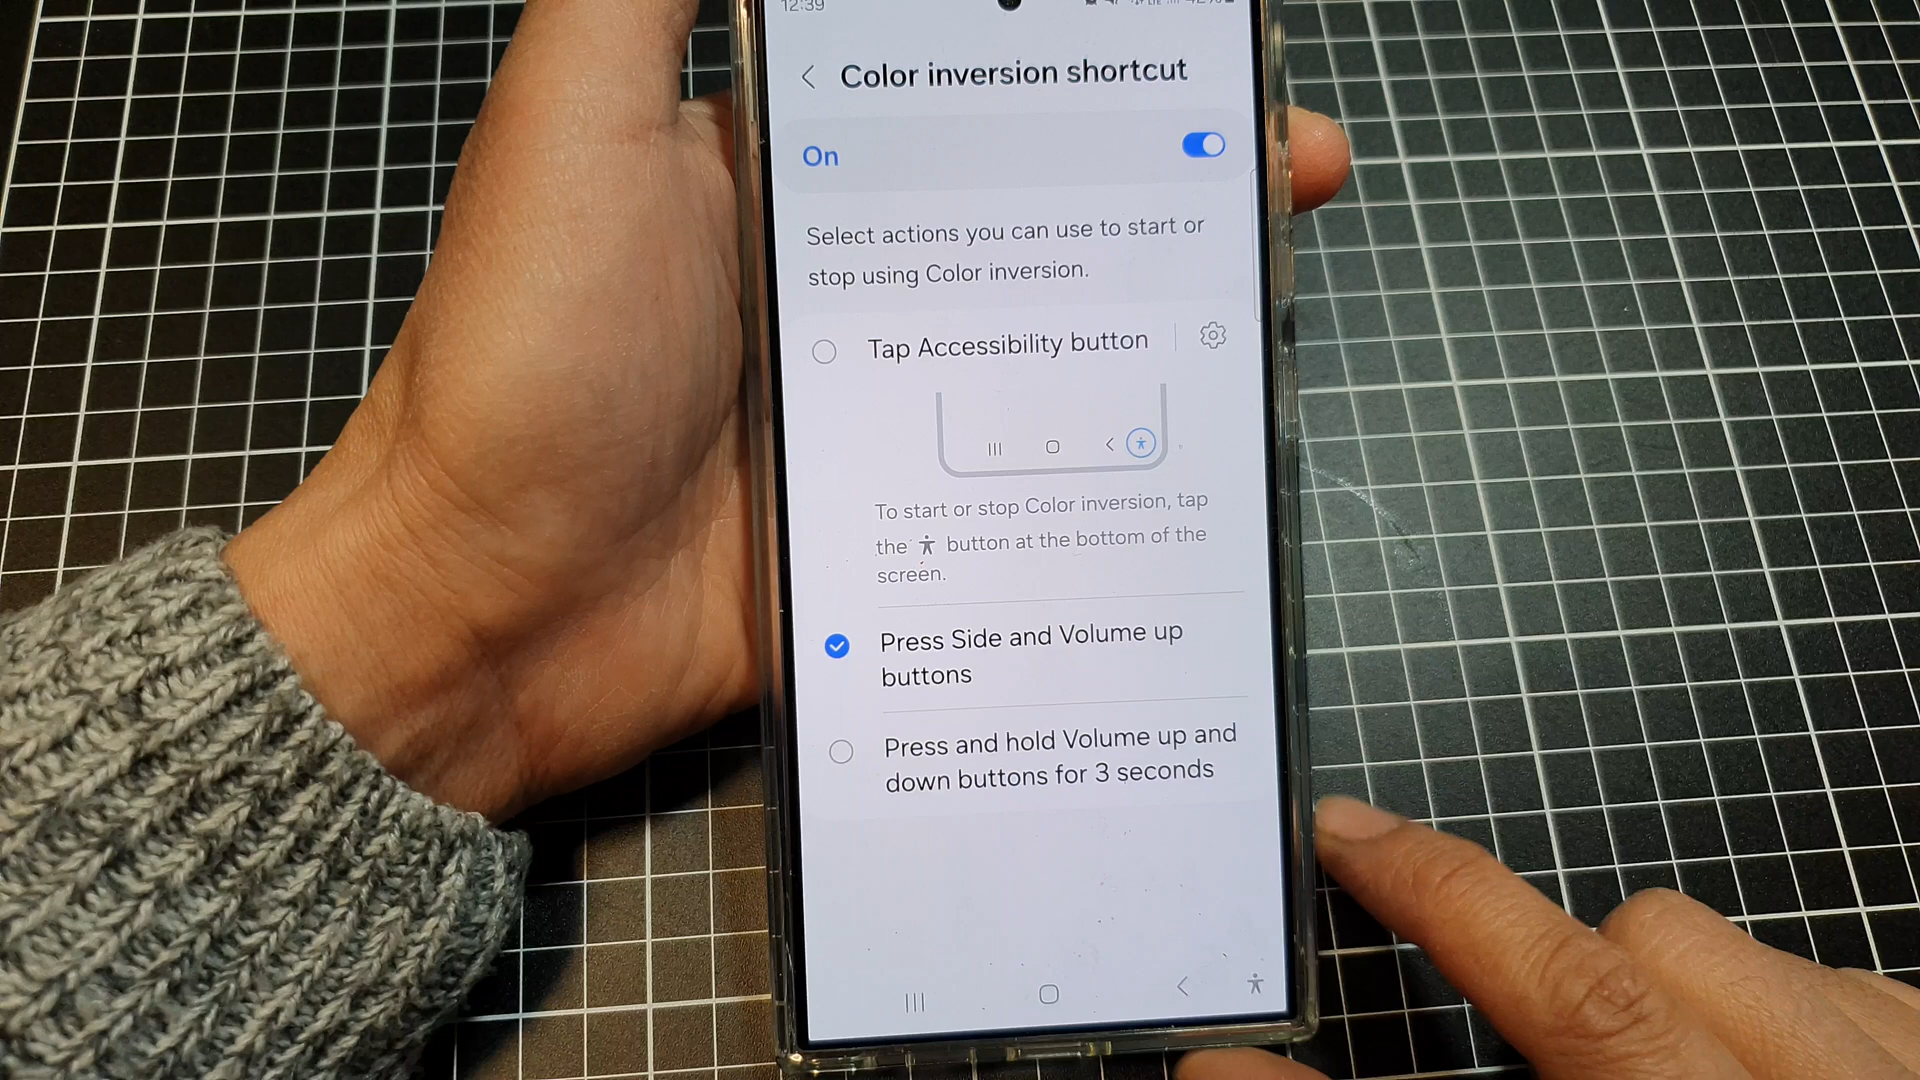 12:39
Color inversion shortcut
On
Select actions you can use to start or
stop using Color inversion.
Tap Accessibility button
To start or stop Color inversion, tap
the button at the bottom of the
screen.
Press Side and Volume up
buttons
Press and hold Volume up and
down buttons for 3 seconds